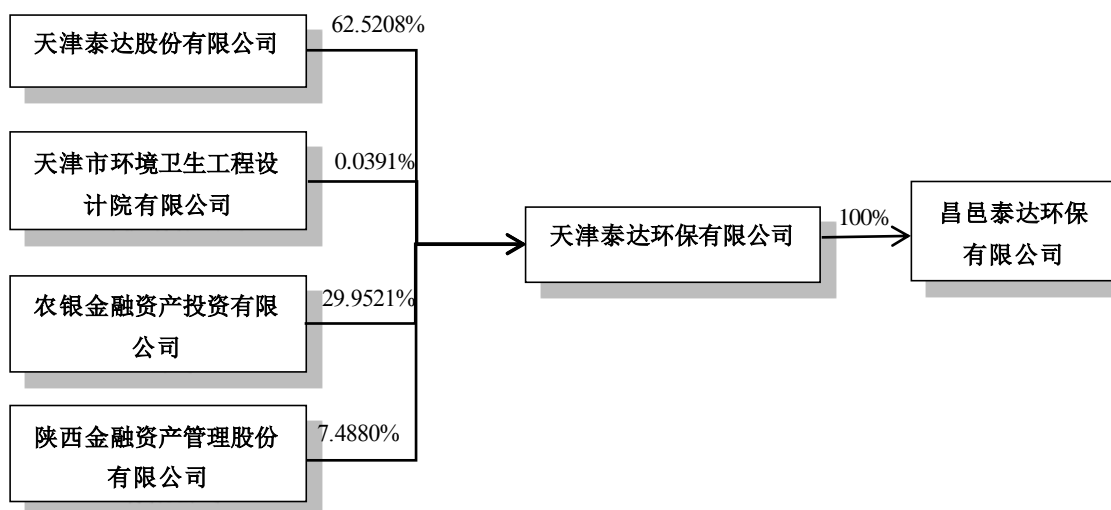 天津泰达股份有限公司
62.5208%
天津市环境卫生工程设
计院有限公司
0.0391%
农银金融资产投资有限
公司
29.9521%
陕西金融资产管理股份
有限公司
7.4880%
天津泰达环保有限公司
100%
昌邑泰达环保
有限公司